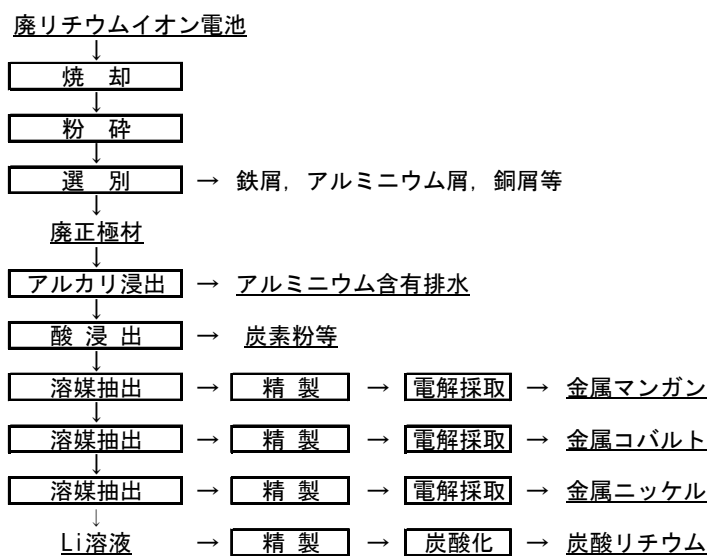 廃リチウムイオン電池
↓
焼 却
↓
粉 砕
↓
選 別 → 鉄屑，アルミニウム屑，銅屑等
↓
廃正極材
↓
アルカリ浸出 → アルミニウム含有排水
↓
酸 浸 出 → 炭素粉等
↓
溶媒抽出 → 精 製 → 電解採取 → 金属マンガン
↓
溶媒抽出 → 精 製 → 電解採取 → 金属コバルト
↓
溶媒抽出 → 精 製 → 電解採取 → 金属ニッケル
↓
Li溶液 → 精 製 → 炭酸化 → 炭酸リチウム